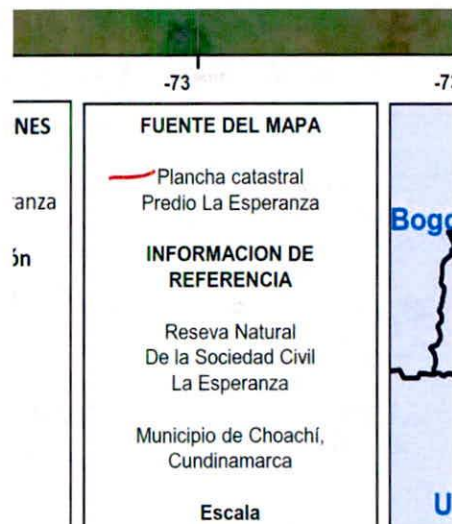 -73
NES
anza
ón
FUENTE DEL MAPA
Plancha catastral
Predio La Esperanza
INFORMACION DE
REFERENCIA
Reseva Natural
De la Sociedad Civil
La Esperanza
Municipio de Choachí,
Cundinamarca
Escala